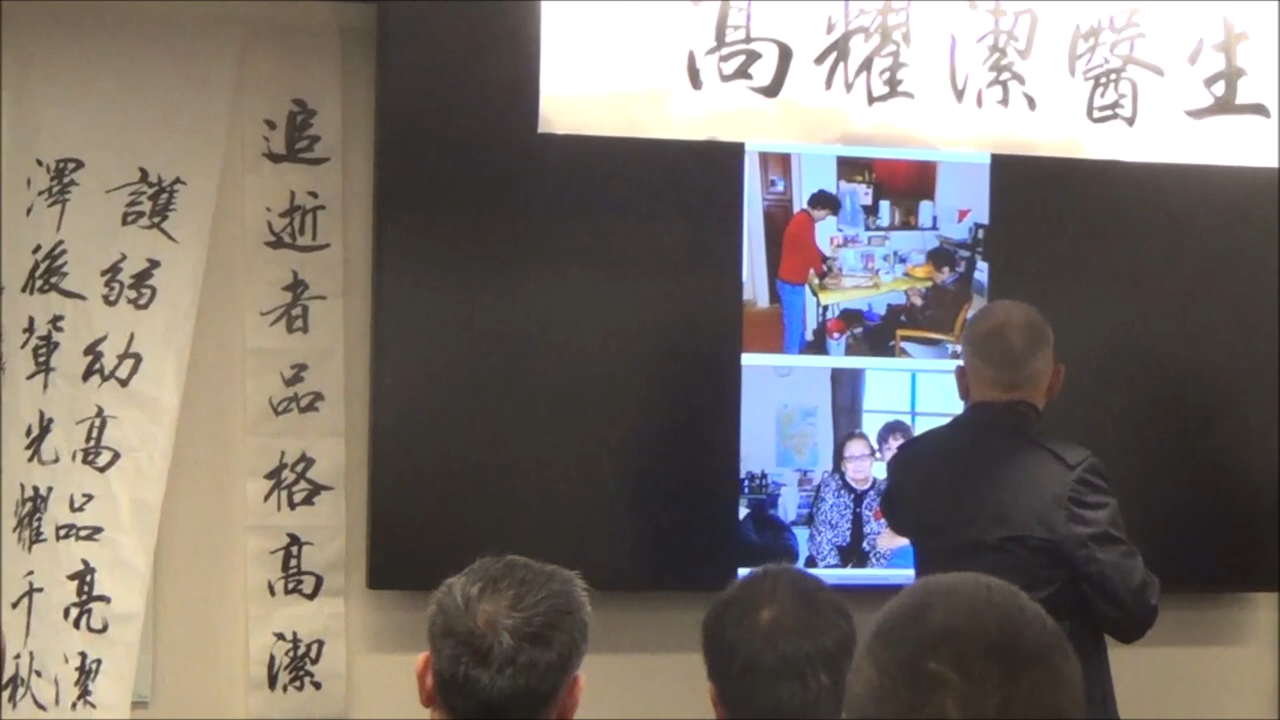 高耀潔醫生
追逝者品格高潔
護弱幼高品亮潔
澤後輩光耀千秋